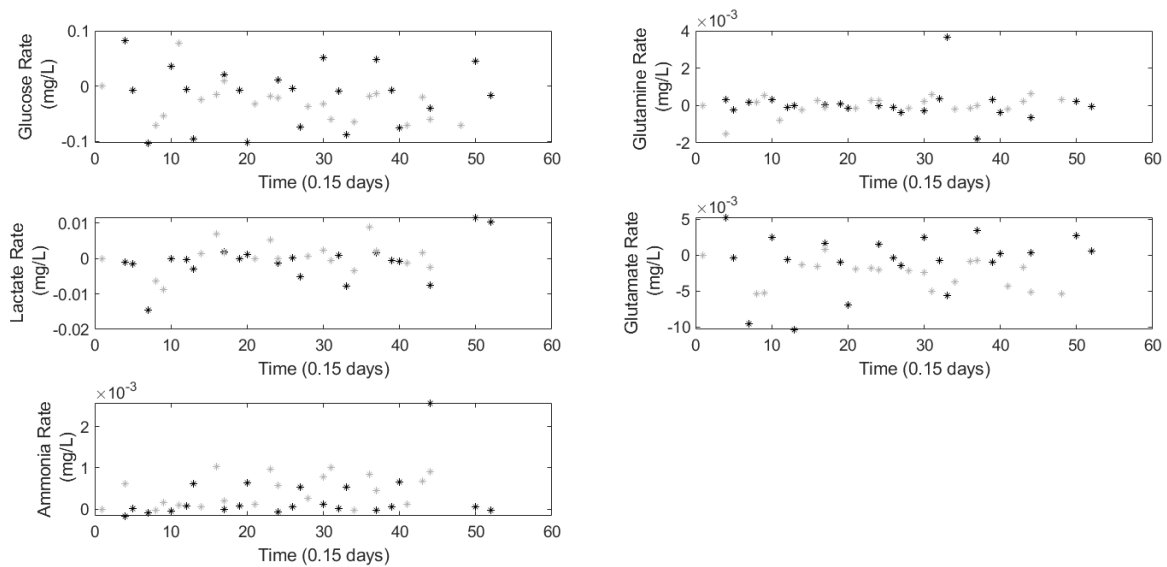 Glucose Rate
(mg/L)
0.1
0
-0.1
0 10 20 30 40 50 60
Time (0.15 days)
Glutamine Rate
(mg/L)
×10-3
4
2
0
-2
0 10 20 30 40 50 60
Time (0.15 days)
Lactate Rate
(mg/L)
0.01
0
-0.01
-0.02
0 10 20 30 40 50 60
Time (0.15 days)
Glutamate Rate
(mg/L)
×10-3
5
0
-5
-10
0 10 20 30 40 50 60
Time (0.15 days)
Ammonia Rate
(mg/L)
×10-3
2
1
0
0 10 20 30 40 50 60
Time (0.15 days)